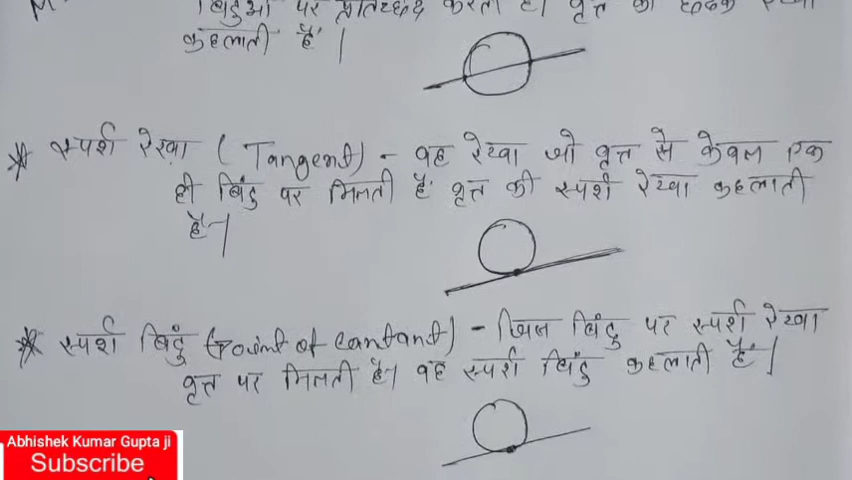 बिंदुओं पर प्रतिच्छेद करती है। वृत्त की छेदक रेखा
कहलाती है।
* स्पर्श रेखा (Tangent) - वह रेखा जो वृत्त से केवल एक
ही बिंदु पर मिलती है वृत्त की स्पर्श रेखा कहलाती
है।
* स्पर्श बिंदु (Point of Contant) - जिस बिंदु पर स्पर्श रेखा
वृत्त पर मिलती है। वह स्पर्श बिंदु कहलाती है।
Abhishek Kumar Gupta ji
Subscribe